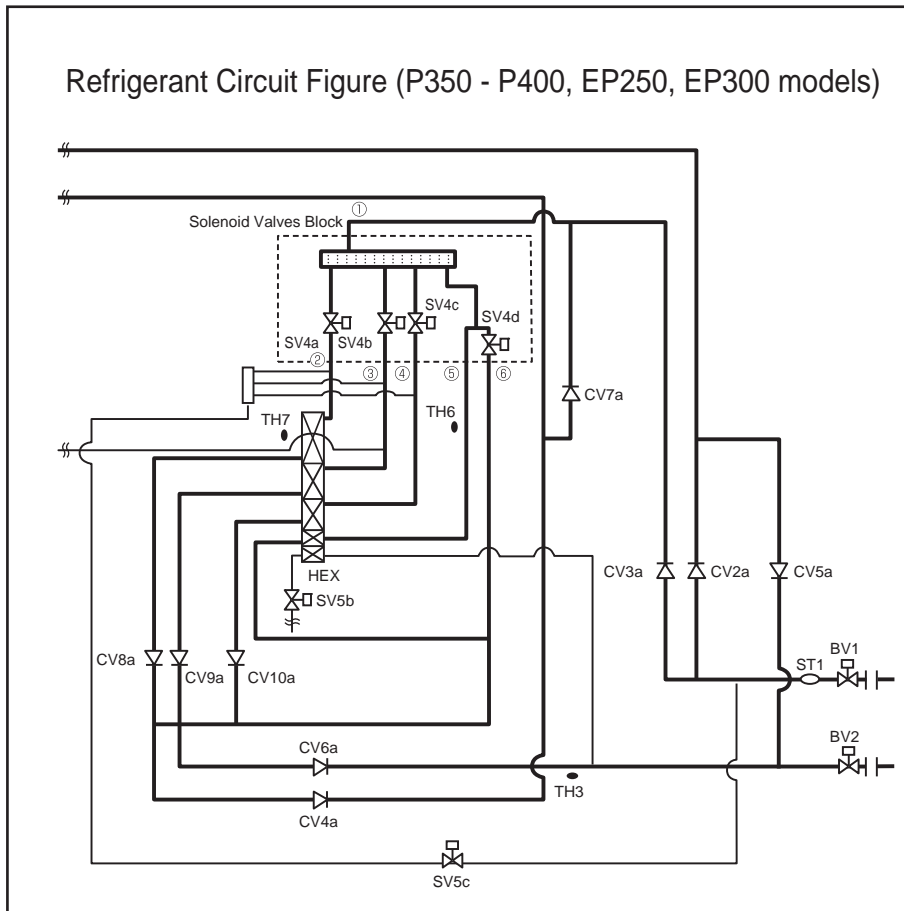 Refrigerant Circuit Figure (P350 - P400, EP250, EP300 models)
①
Solenoid Valves Block
SV4c
SV4d
SV4a
SV4b
②
③
④
⑤
⑥
CV7a
TH7
TH6
HEX
SV5b
CV3a
CV2a
CV5a
CV8a
CV9a
CV10a
ST1
BV1
CV6a
BV2
TH3
CV4a
SV5c